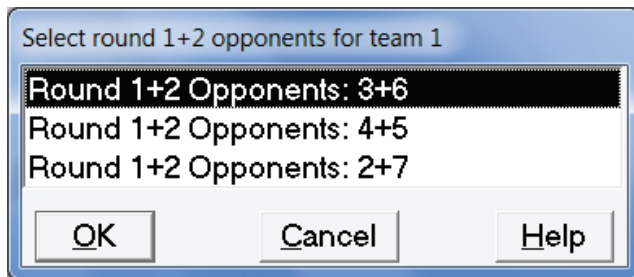 Select round 1+2 opponents for team 1
Round 1+2 Opponents: 3+6
Round 1+2 Opponents: 4+5
Round 1+2 Opponents: 2+7
OK Cancel Help